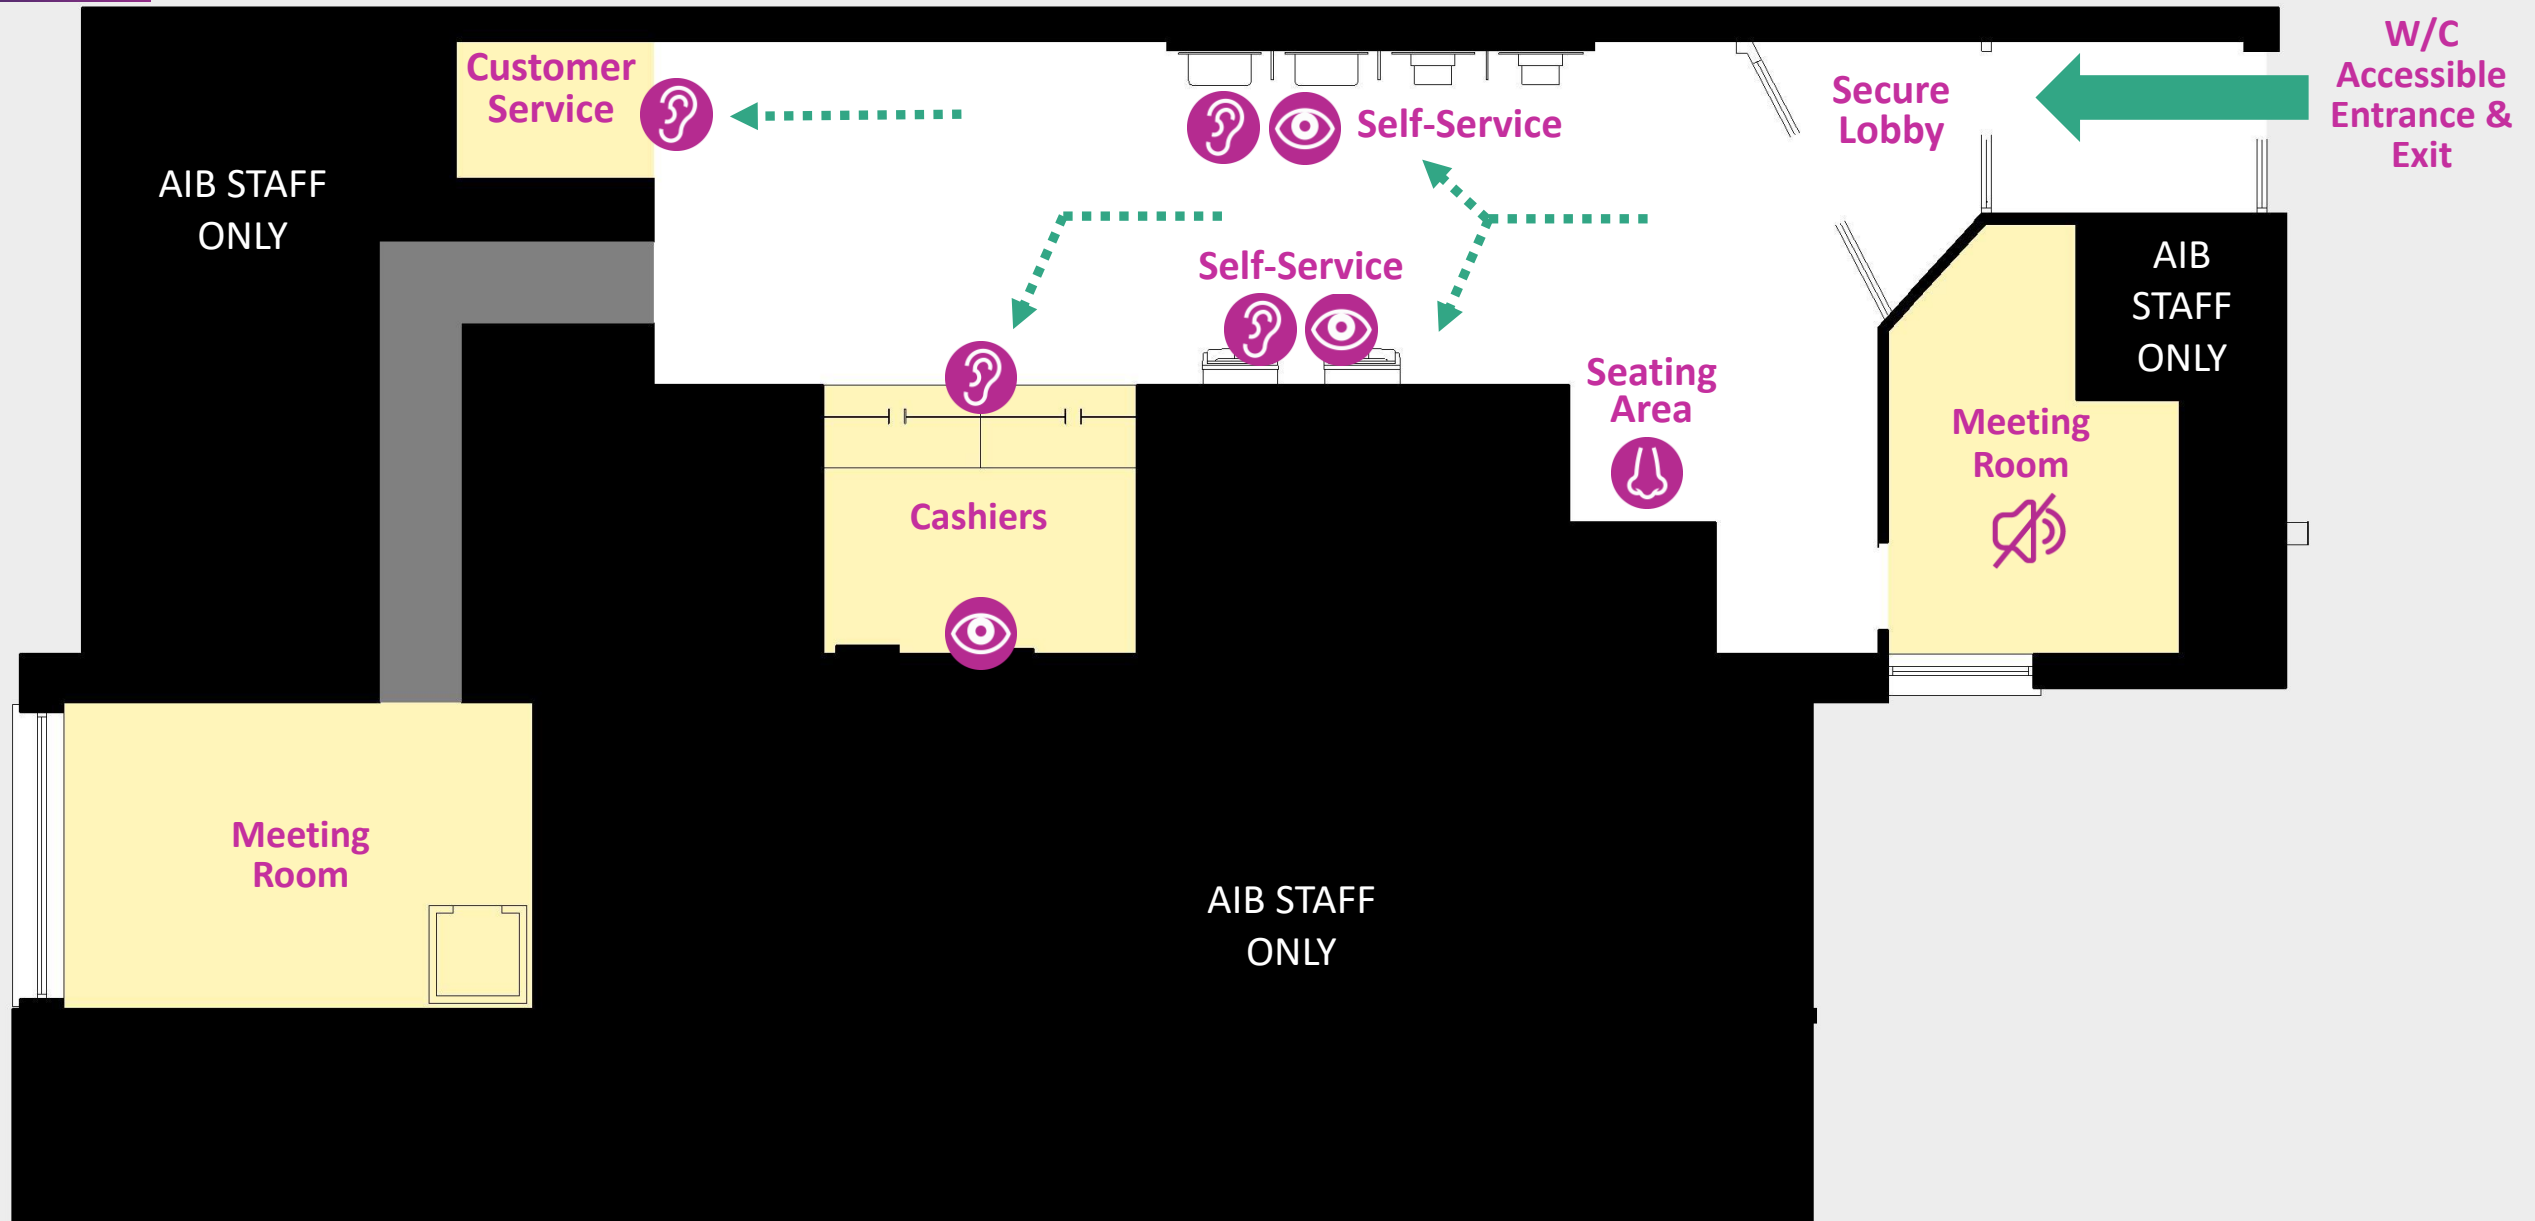 W/C
Accessible
Entrance &
Exit
Secure
Lobby
Customer
Service
Self-Service
AIB STAFF
ONLY
Self-Service
AIB
STAFF
ONLY
Seating
Area
Meeting
Room
Cashiers
Meeting
Room
AIB STAFF
ONLY